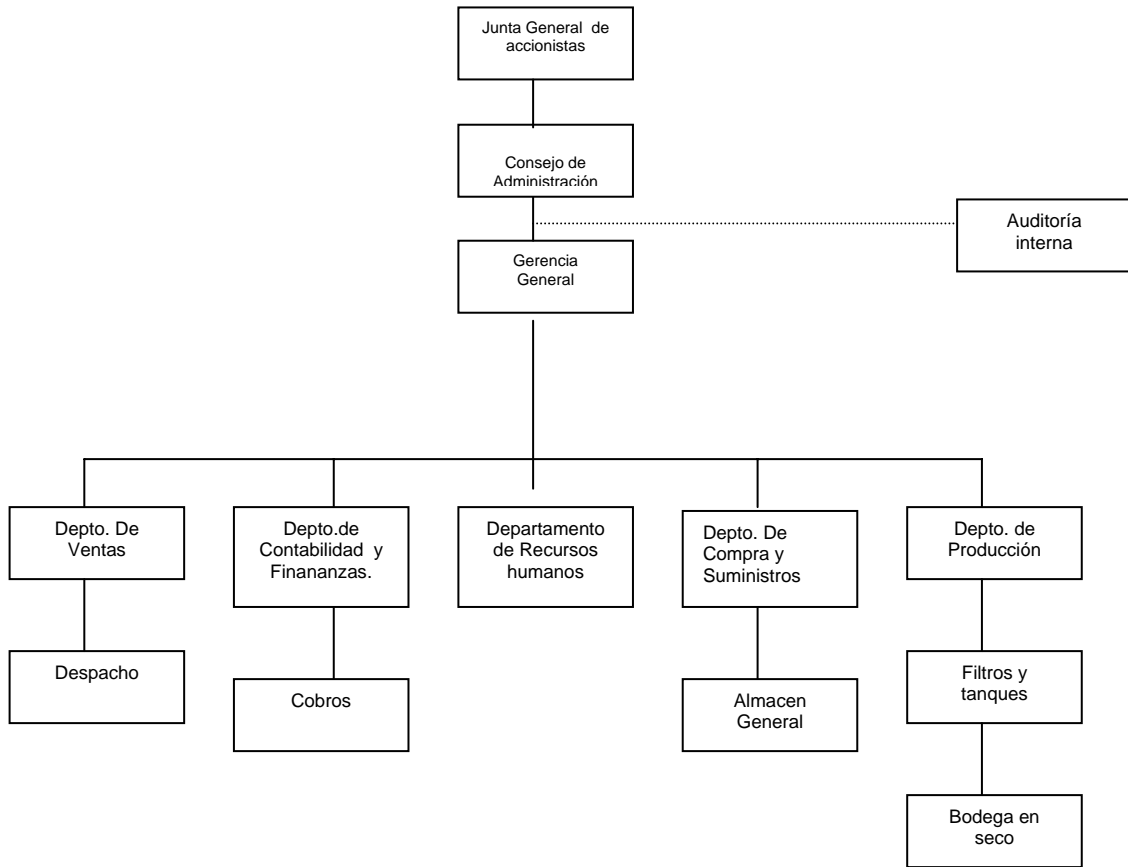 Junta General de
accionistas
Consejo de
Administración
Auditoría
interna
Gerencia
General
Depto. De
Ventas
Depto.de
Contabilidad y
Finananzas.
Departamento
de Recursos
humanos
Depto. De
Compra y
Suministros
Depto. de
Producción
Despacho
Cobros
Almacen
General
Filtros y
tanques
Bodega en
seco